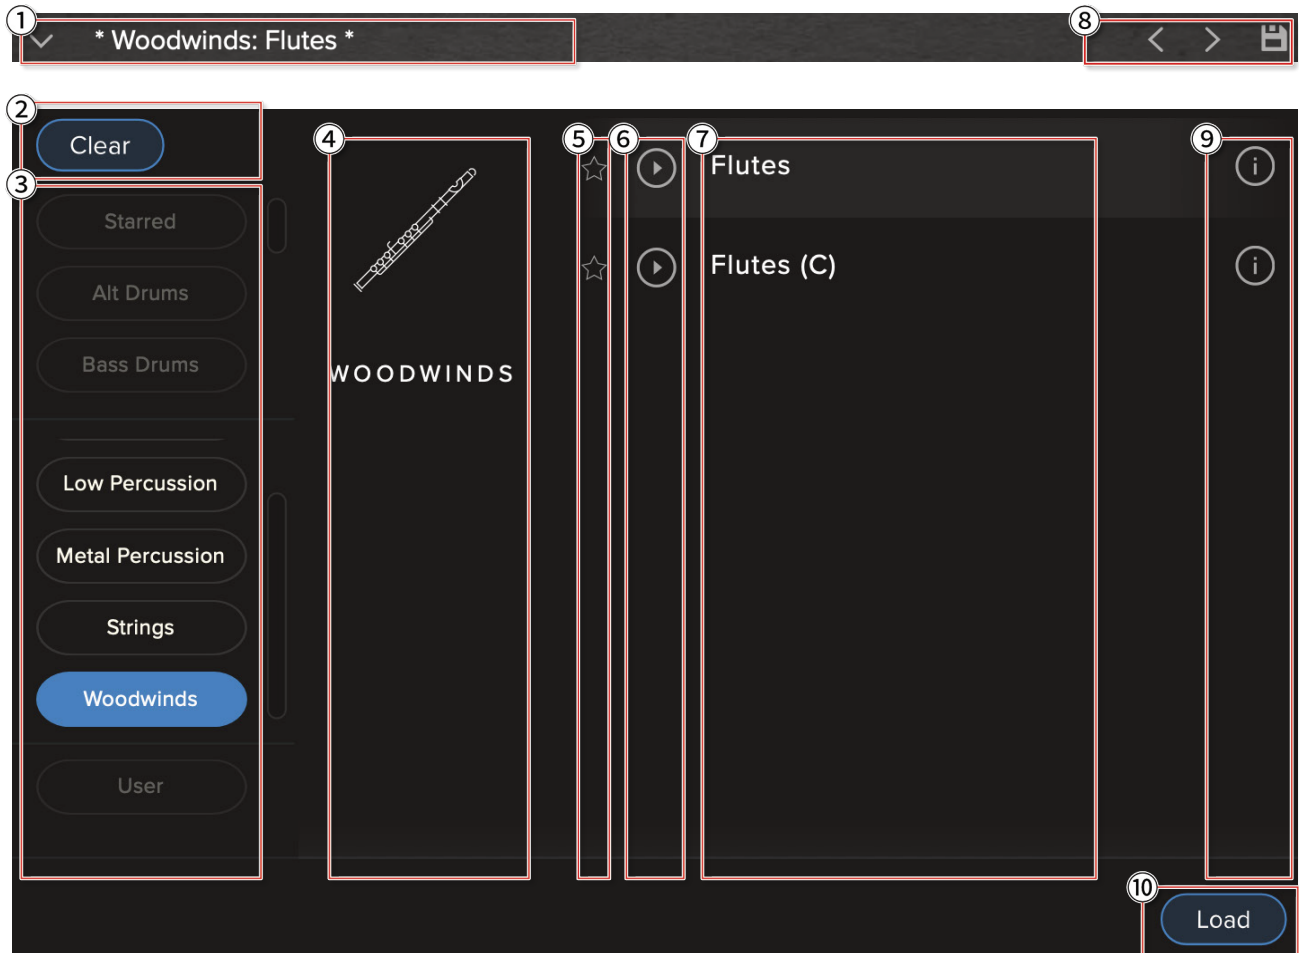 ① * Woodwinds: Flutes * ⑧
②
Clear
③
Starred
Alt Drums
Bass Drums
Low Percussion
Metal Percussion
Strings
Woodwinds
User
④
WOODWINDS
⑤ ⑥ ⑦ ⑨
Flutes i
Flutes (C) i
⑩
Load